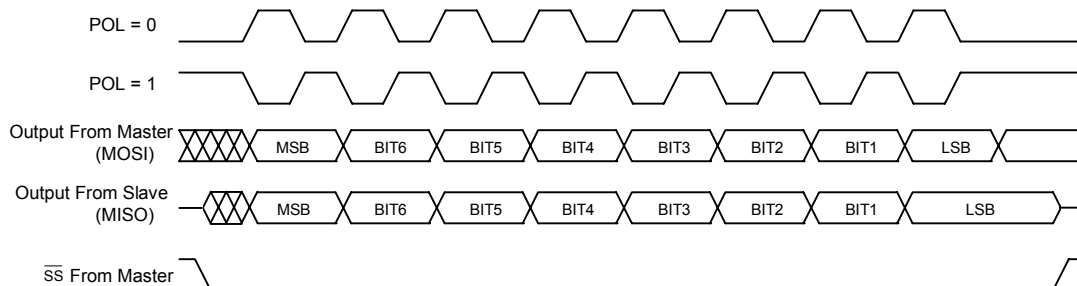 POL = 0
POL = 1
Output From Master
(MOSI)
MSB BIT6 BIT5 BIT4 BIT3 BIT2 BIT1 LSB
Output From Slave
(MISO)
MSB BIT6 BIT5 BIT4 BIT3 BIT2 BIT1 LSB
SS From Master